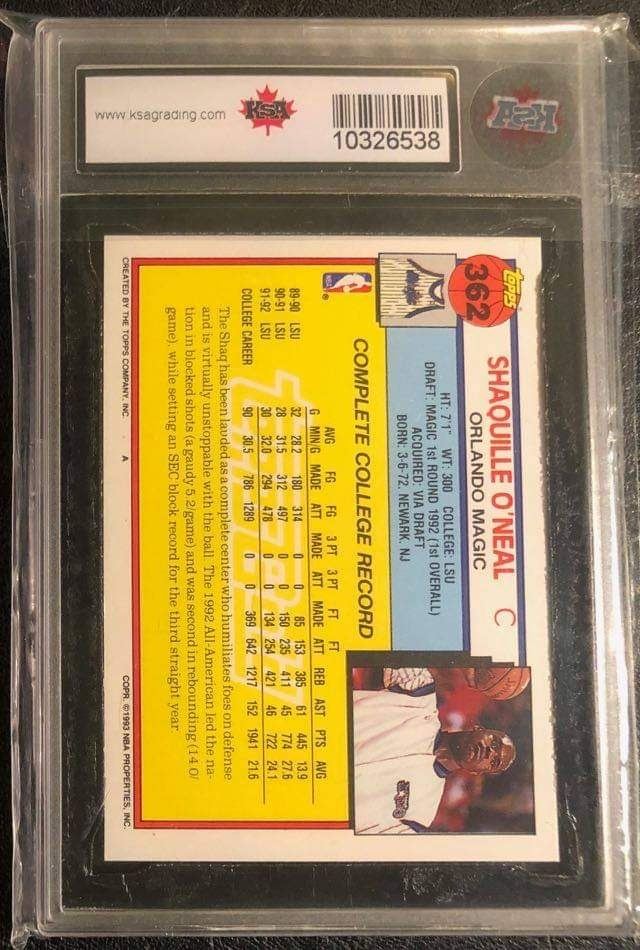 www.ksagrading.com
KSA
10326538
KSA
Topps
362
SHAQUILLE O'NEAL C
ORLANDO MAGIC
HT: 7'1" WT: 300 COLLEGE: LSU
DRAFT: MAGIC 1st ROUND 1992 (1st OVERALL)
ACQUIRED: VIA DRAFT
BORN: 3-6-72, NEWARK, NJ
COMPLETE COLLEGE RECORD
AVG FG FG 3 PT 3 PT FT FT
G MIN/G MADE ATT MADE ATT MADE ATT REB AST PTS AVG
89-90 LSU 32 28.2 180 314 0 0 85 153 385 61 445 13.9
90-91 LSU 28 31.5 312 497 0 0 150 235 411 45 774 27.6
91-92 LSU 30 32.0 294 478 0 0 134 254 421 46 722 24.1
COLLEGE CAREER 90 30.5 786 1289 0 0 369 642 1217 152 1941 21.6
The Shaq has been lauded as a complete center who humiliates foes on defense
and is virtually unstoppable with the ball. The 1992 All-American led the na-
tion in blocked shots (a gaudy 5.2/game) and was second in rebounding (14.0/
game), while setting an SEC block record for the third straight year.
CREATED BY THE TOPPS COMPANY, INC. A COPR. ©1993 NBA PROPERTIES, INC.